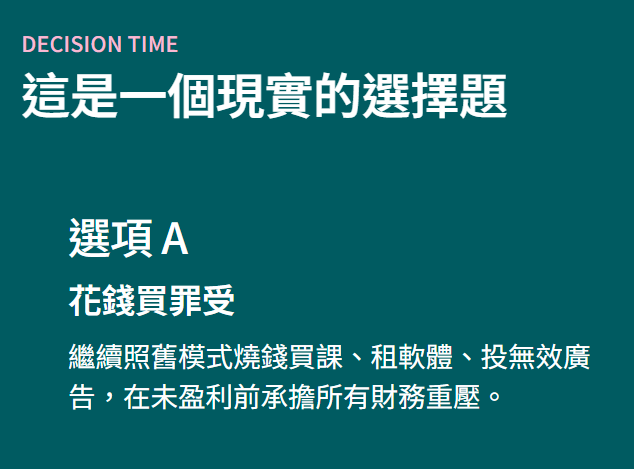 DECISION TIME
這是一個現實的選擇題
選項 A
花錢買罪受
繼續照舊模式燒錢買課、租軟體、投無效廣
告，在未盈利前承擔所有財務重壓。